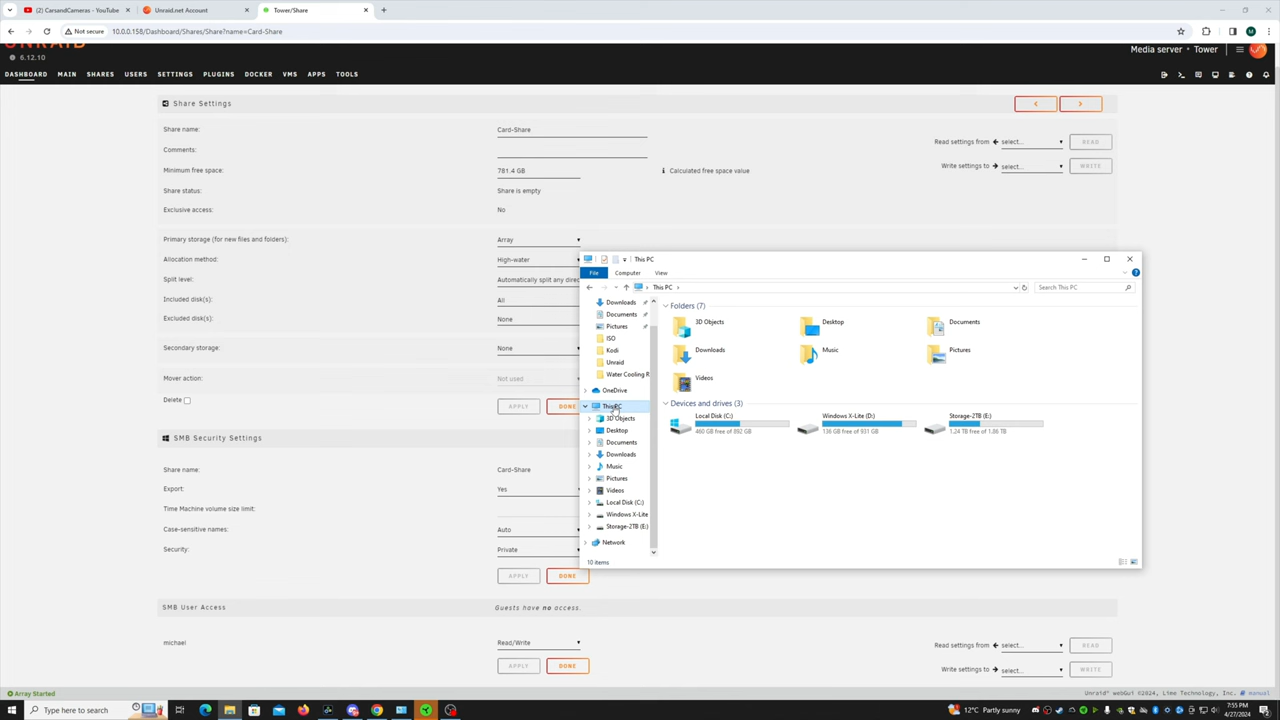 (2) CarsandCameras - YouTube
Unraid.net Account
Tower/Share
Not secure
10.0.0.158/Dashboard/Shares/Share?name=Card-Share
UNRAID
6.12.10
Media server • Tower
DASHBOARD MAIN SHARES USERS SETTINGS PLUGINS DOCKER VMS APPS TOOLS
Share Settings
Share name: Card-Share
Comments:
Read settings from select... READ
Minimum free space: 781.4 GB Calculated free space value
Write settings to select... WRITE
Share status: Share is empty
Exclusive access: No
Primary storage (for new files and folders): Array
Allocation method: High-water
Split level: Automatically split any direc
Included disk(s): All
Excluded disk(s): None
Secondary storage: None
Mover action: Not used
Delete
APPLY DONE
SMB Security Settings
Share name: Card-Share
Export: Yes
Time Machine volume size limit:
Case-sensitive names: Auto
Security: Private
APPLY DONE
SMB User Access Guests have no access.
michael Read/Write
Read settings from select... READ
APPLY DONE
Write settings to select... WRITE
This PC
File Computer View
This PC
Search This PC
Downloads
Documents
Pictures
ISO
Kodi
Unraid
Water Cooling R
OneDrive
This PC
3D Objects
Desktop
Documents
Downloads
Music
Pictures
Videos
Local Disk (C:)
Windows X-Lite
Storage-2TB (E:)
Network
Folders (7)
3D Objects Desktop Documents
Downloads Music Pictures
Videos
Devices and drives (3)
Local Disk (C:) Windows X-Lite (D:) Storage-2TB (E:)
460 GB free of 892 GB 136 GB free of 931 GB 1.24 TB free of 1.86 TB
10 items
Array Started
Unraid® webGui ©2024, Lime Technology, Inc. manual
Type here to search
12°C Partly sunny
7:55 PM
4/27/2024